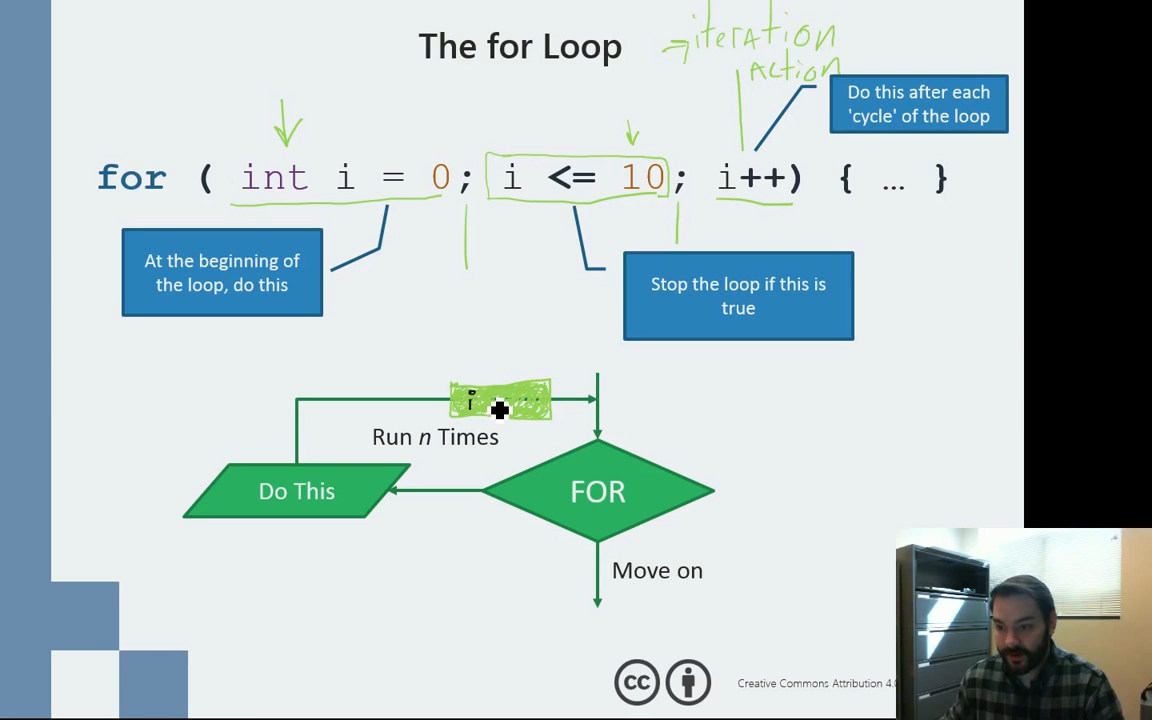 The for Loop
→iteration
action
Do this after each
'cycle' of the loop
for ( int i = 0; i <= 10; i++) { … }
At the beginning of
the loop, do this
Stop the loop if this is
true
i
Run n Times
Do This
FOR
Move on
cc
Creative Commons Attribution 4.0